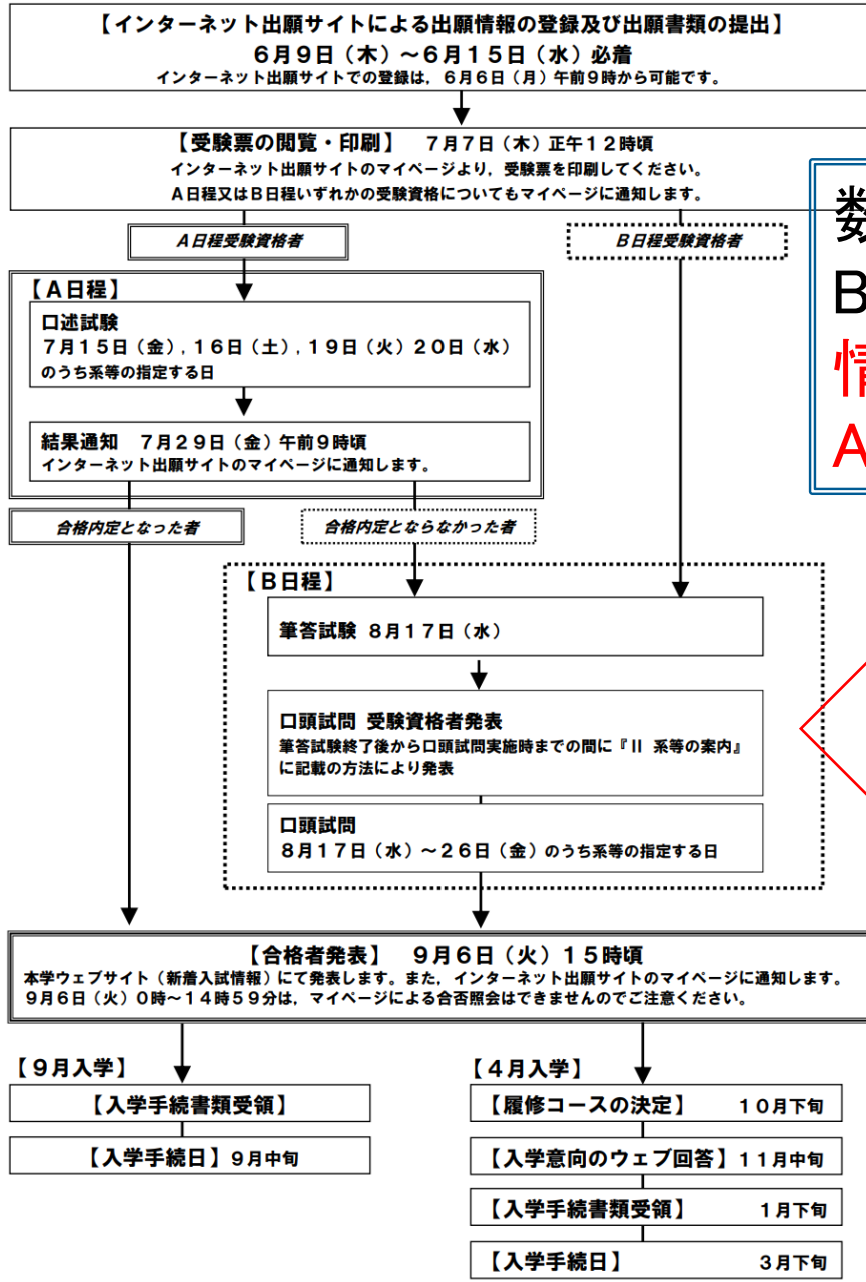 【インターネット出願サイトによる出願情報の登録及び出願書類の提出】
６月９日（木）～６月１５日（水）必着
インターネット出願サイトでの登録は，６月６日（月）午前９時から可能です。
【受験票の閲覧・印刷】　７月７日（木）正午１２時頃
インターネット出願サイトのマイページより，受験票を印刷してください。
Ａ日程又はＢ日程いずれかの受験資格についてもマイページに通知します。
Ａ日程受験資格者
Ｂ日程受験資格者
数
B
情
A
【Ａ日程】
口述試験
７月１５日（金）, １６日（土）, １９日（火）２０日（水）
のうち系等の指定する日
結果通知　７月２９日（金）午前９時頃
インターネット出願サイトのマイページに通知します。
合格内定となった者
合格内定とならなかった者
【Ｂ日程】
筆答試験 ８月１７日（水）
口頭試問 受験資格者発表
筆答試験終了後から口頭試問実施時までの間に『Ⅱ 系等の案内』
に記載の方法により発表
口頭試問
８月１７日（水）～２６日（金）のうち系等の指定する日
【合格者発表】　９月６日（火）１５時頃
本学ウェブサイト（新着入試情報）にて発表します。また，インターネット出願サイトのマイページに通知します。
９月６日（火）０時～１４時５９分は，マイページによる合否照会はできませんのでご注意ください。
【９月入学】
【入学手続書類受領】
【入学手続日】９月中旬
【４月入学】
【履修コースの決定】　１０月下旬
【入学意向のウェブ回答】１１月中旬
【入学手続書類受領】　１月下旬
【入学手続日】　３月下旬